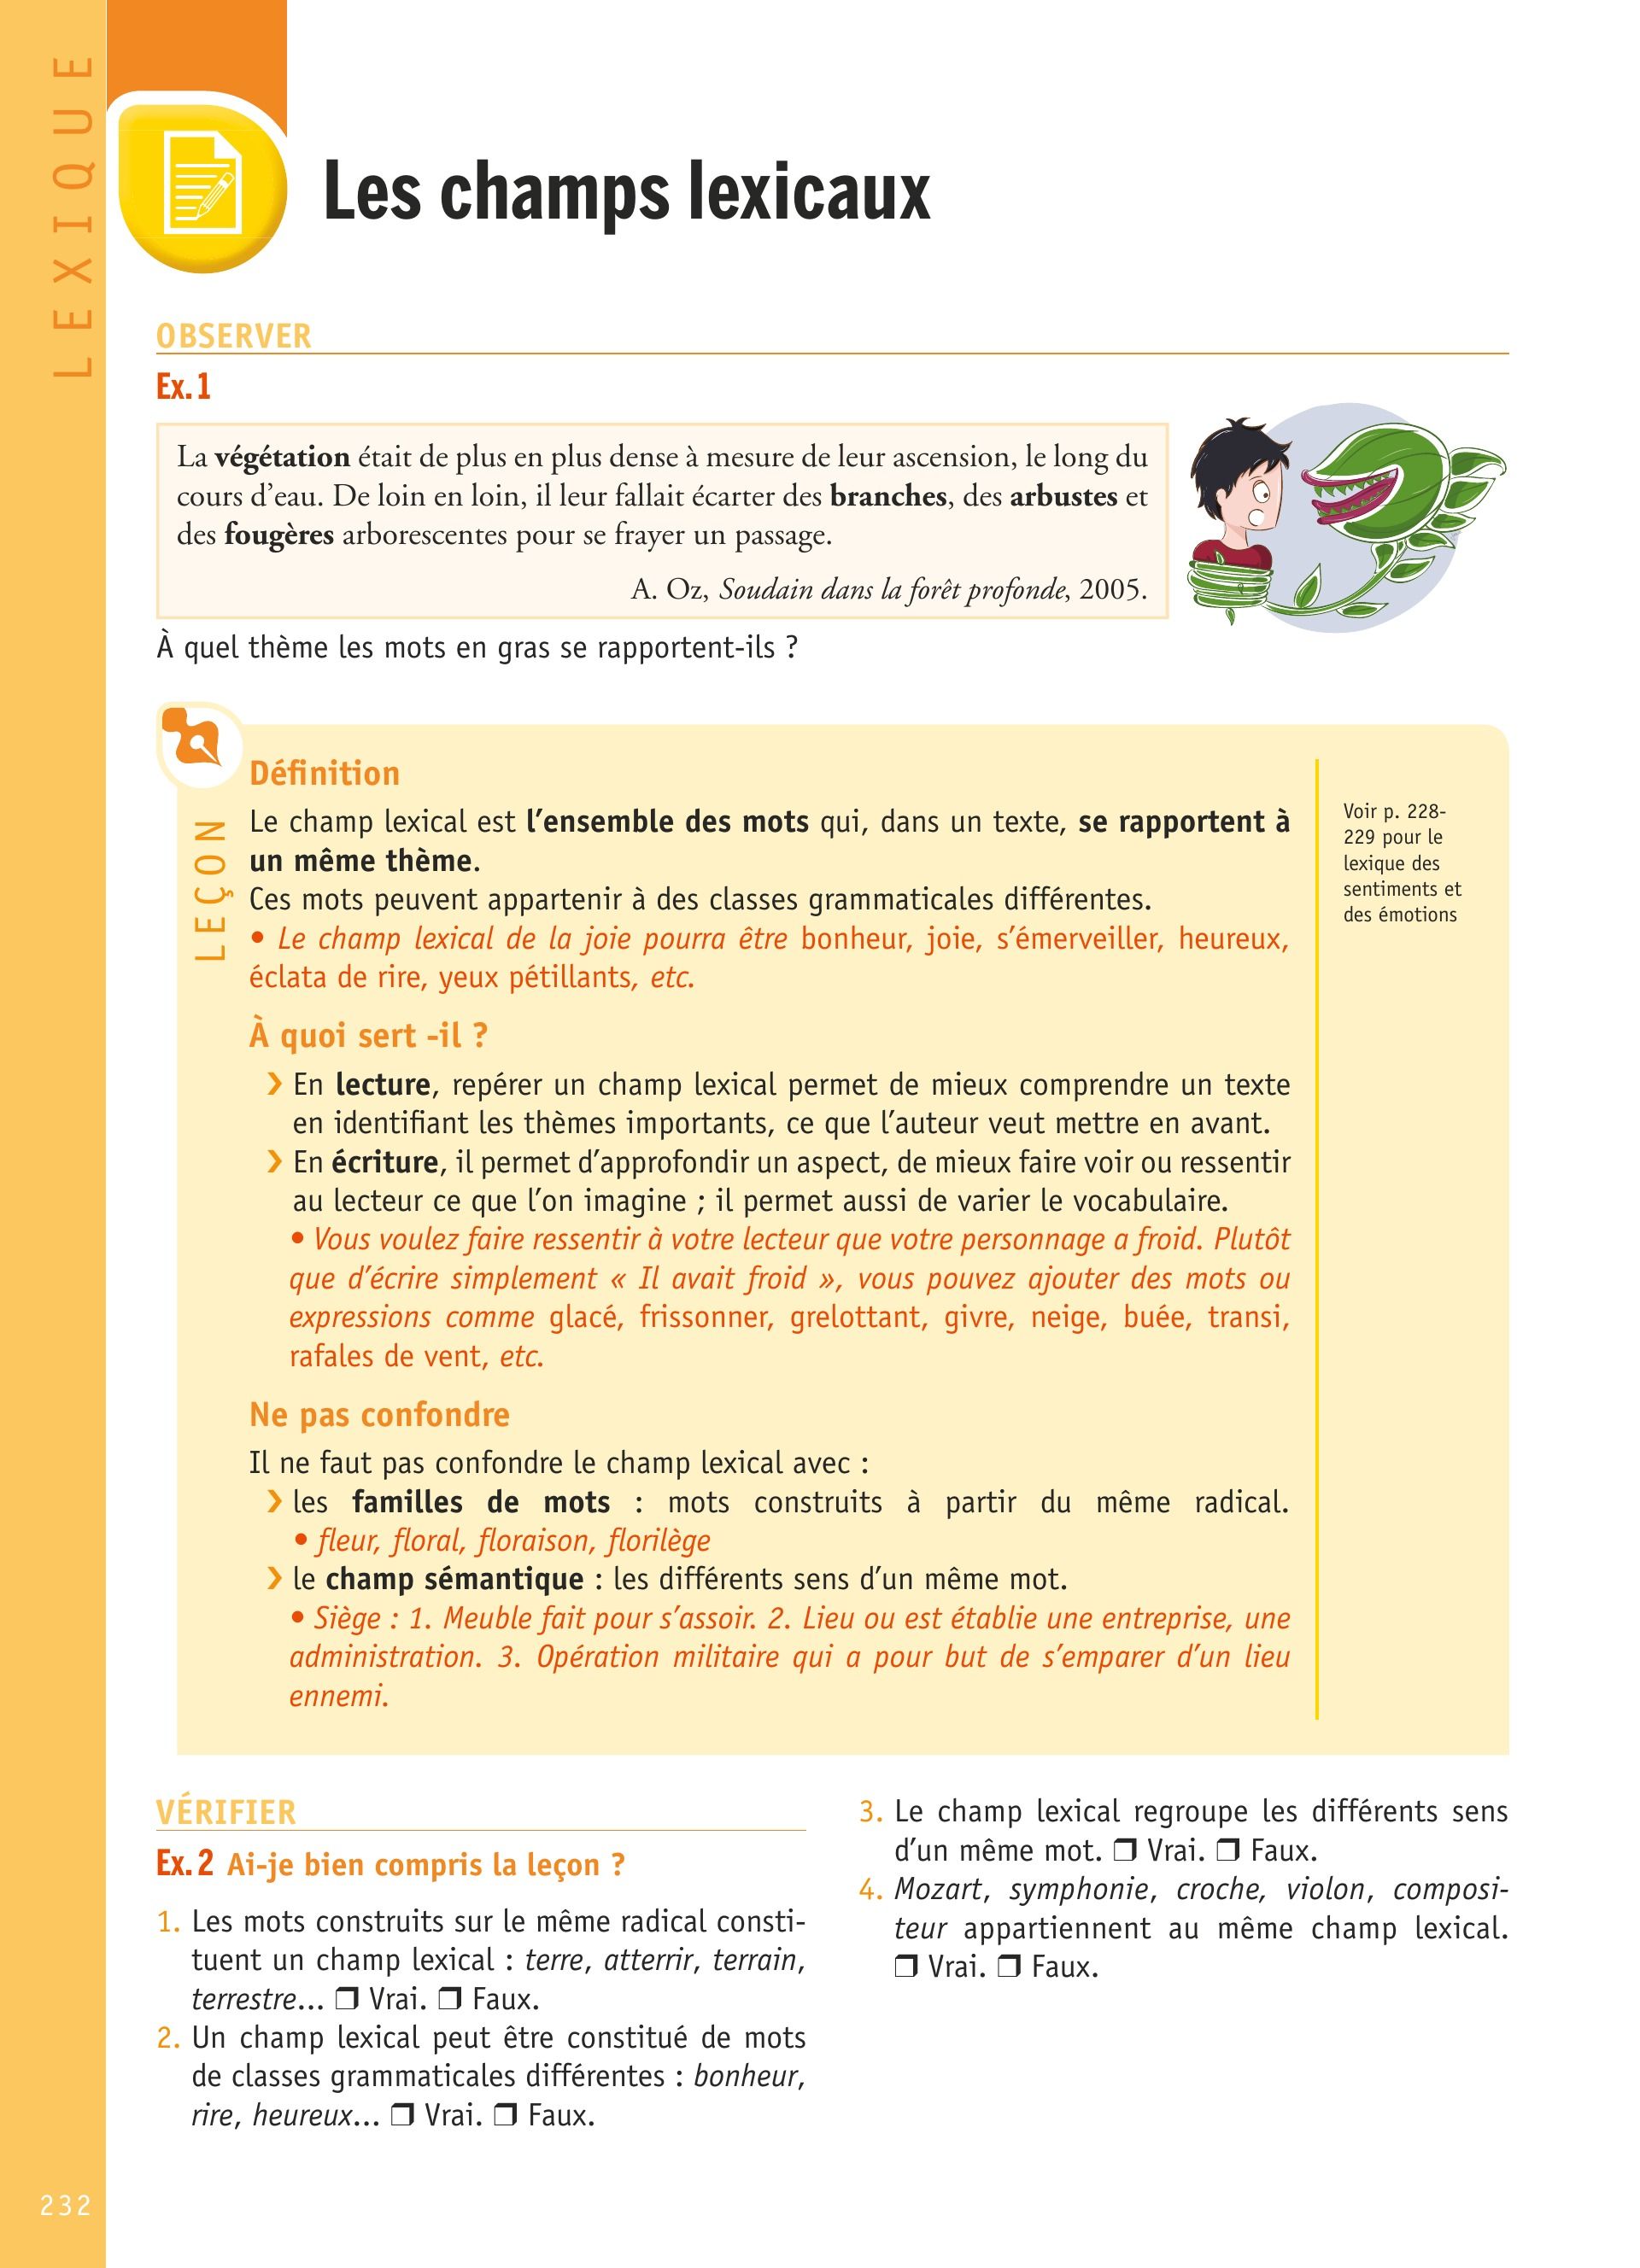 LEXIQUE
Les champs lexicaux
OBSERVER
Ex. 1
La végétation était de plus en plus dense à mesure de leur ascension, le long du
cours d’eau. De loin en loin, il leur fallait écarter des branches, des arbustes et
des fougères arborescentes pour se frayer un passage.
A. Oz, Soudain dans la forêt profonde, 2005.
À quel thème les mots en gras se rapportent-ils ?
LEÇON
Définition
Le champ lexical est l’ensemble des mots qui, dans un texte, se rapportent à
un même thème.
Ces mots peuvent appartenir à des classes grammaticales différentes.
• Le champ lexical de la joie pourra être bonheur, joie, s’émerveiller, heureux,
éclata de rire, yeux pétillants, etc.
À quoi sert -il ?
› En lecture, repérer un champ lexical permet de mieux comprendre un texte
en identifiant les thèmes importants, ce que l’auteur veut mettre en avant.
› En écriture, il permet d’approfondir un aspect, de mieux faire voir ou ressentir
au lecteur ce que l’on imagine ; il permet aussi de varier le vocabulaire.
• Vous voulez faire ressentir à votre lecteur que votre personnage a froid. Plutôt
que d’écrire simplement « Il avait froid », vous pouvez ajouter des mots ou
expressions comme glacé, frissonner, grelottant, givre, neige, buée, transi,
rafales de vent, etc.
Ne pas confondre
Il ne faut pas confondre le champ lexical avec :
› les familles de mots : mots construits à partir du même radical.
• fleur, floral, floraison, florilège
› le champ sémantique : les différents sens d’un même mot.
• Siège : 1. Meuble fait pour s’assoir. 2. Lieu ou est établie une entreprise, une
administration. 3. Opération militaire qui a pour but de s’emparer d’un lieu
ennemi.
Voir p. 228-
229 pour le
lexique des
sentiments et
des émotions
VÉRIFIER
Ex. 2 Ai-je bien compris la leçon ?
1. Les mots construits sur le même radical consti-
tuent un champ lexical : terre, atterrir, terrain,
terrestre… ❒ Vrai. ❒ Faux.
2. Un champ lexical peut être constitué de mots
de classes grammaticales différentes : bonheur,
rire, heureux… ❒ Vrai. ❒ Faux.
3. Le champ lexical regroupe les différents sens
d’un même mot. ❒ Vrai. ❒ Faux.
4. Mozart, symphonie, croche, violon, composi-
teur appartiennent au même champ lexical.
❒ Vrai. ❒ Faux.
232